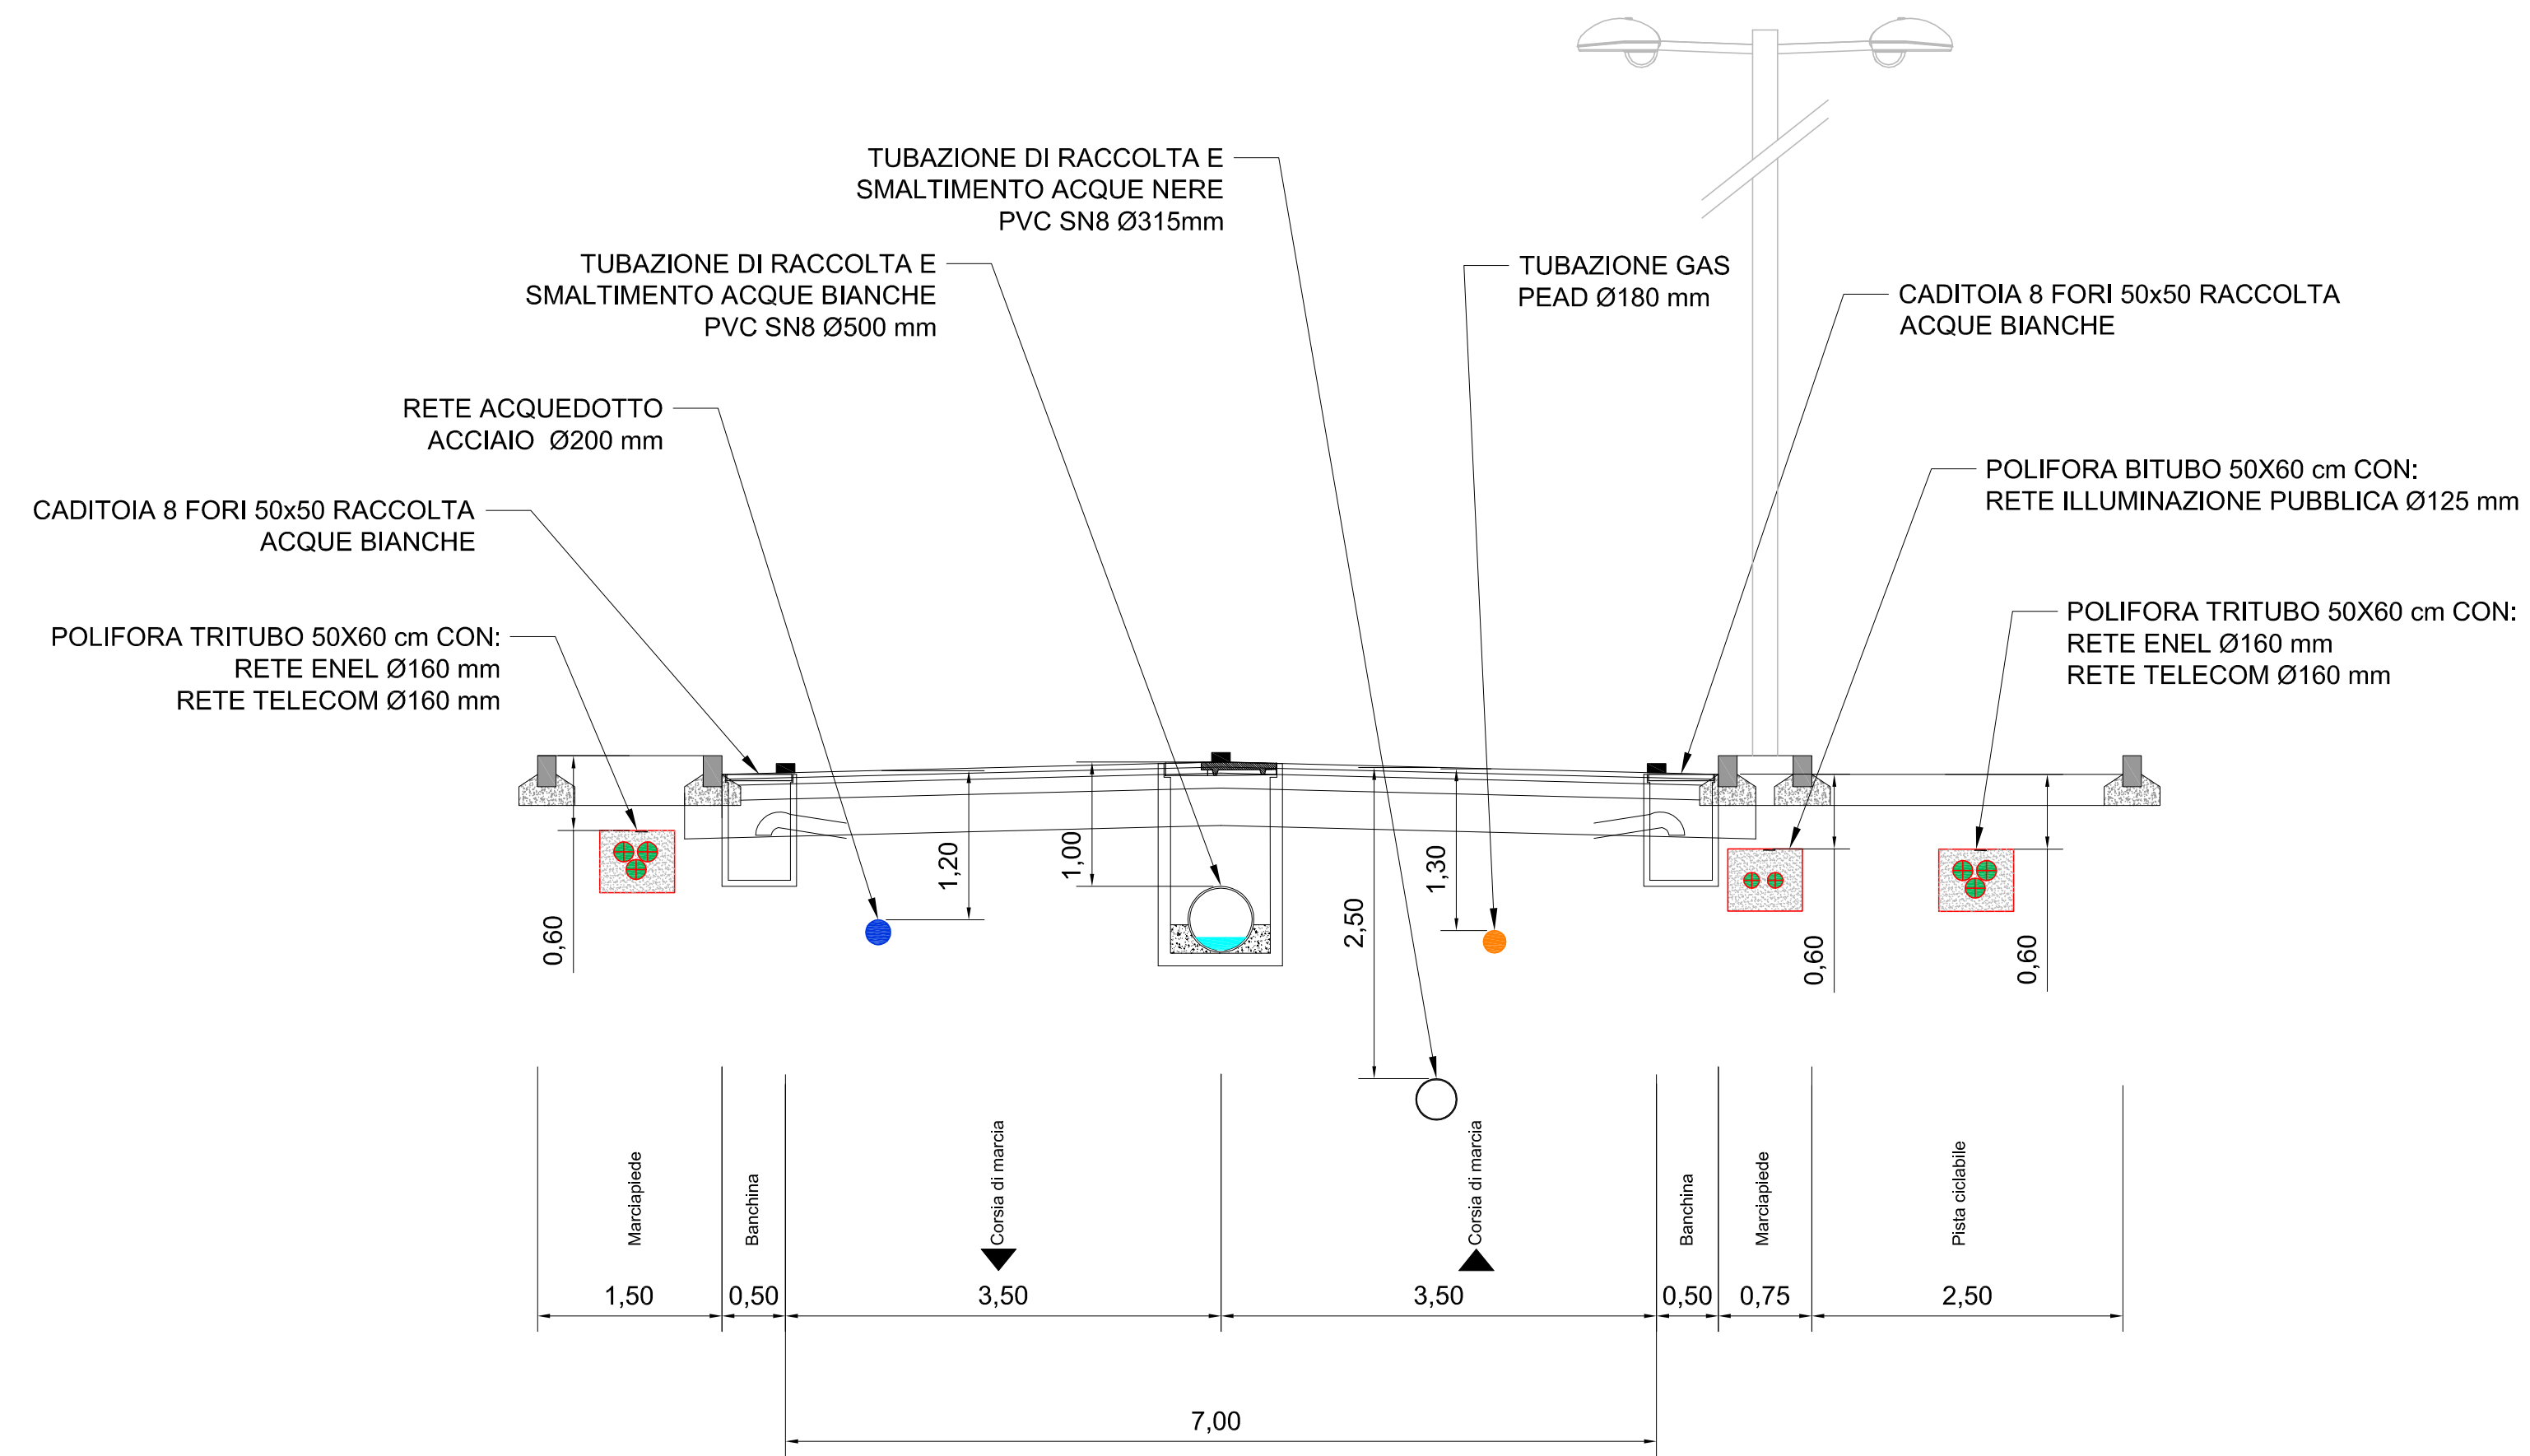 TUBAZIONE DI RACCOLTA E
SMALTIMENTO ACQUE NERE
PVC SN8 Ø315mm
TUBAZIONE DI RACCOLTA E
SMALTIMENTO ACQUE BIANCHE
PVC SN8 Ø500 mm
TUBAZIONE GAS
PEAD Ø180 mm
CADITOIA 8 FORI 50x50 RACCOLTA
ACQUE BIANCHE
RETE ACQUEDOTTO
ACCIAIO Ø200 mm
POLIFORA BITUBO 50X60 cm CON:
RETE ILLUMINAZIONE PUBBLICA Ø125 mm
CADITOIA 8 FORI 50x50 RACCOLTA
ACQUE BIANCHE
POLIFORA TRITUBO 50X60 cm CON:
RETE ENEL Ø160 mm
RETE TELECOM Ø160 mm
POLIFORA TRITUBO 50X60 cm CON:
RETE ENEL Ø160 mm
RETE TELECOM Ø160 mm
0,60
1,20
1,00
2,50
1,30
0,60
0,60
Marciapiede
Banchina
Corsia di marcia
Corsia di marcia
Banchina
Marciapiede
Pista ciclabile
1,50
0,50
3,50
3,50
0,50
0,75
2,50
7,00